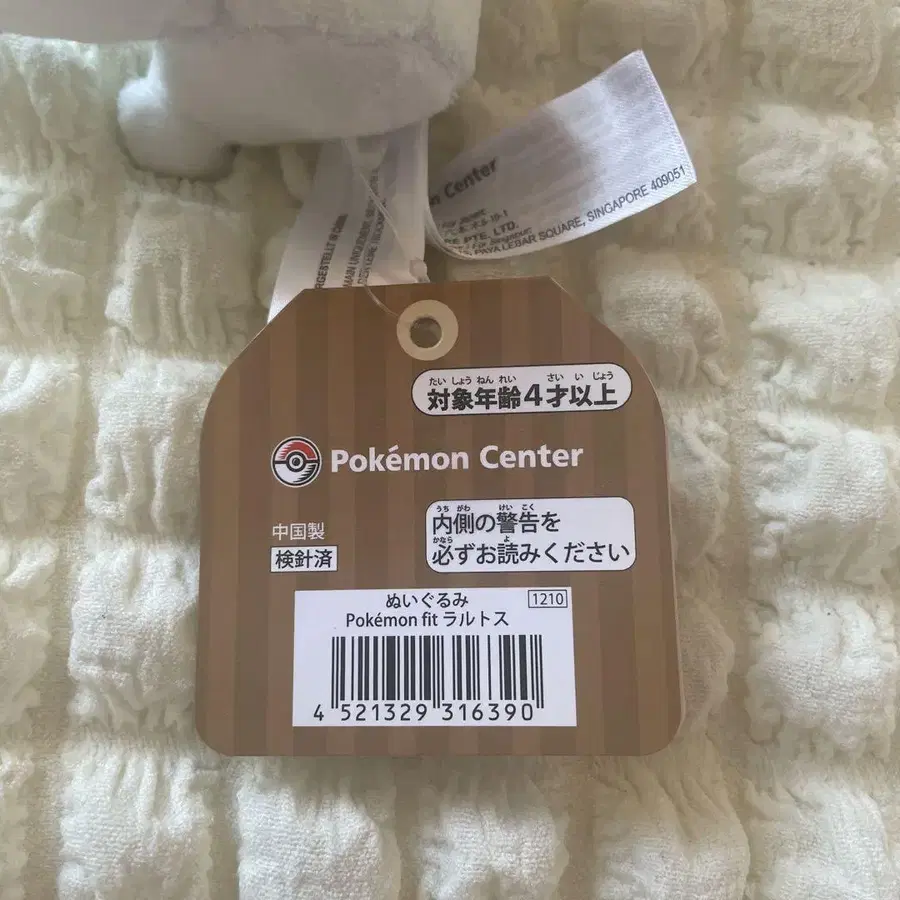 Center
PAYA LEBAR SQUARE, SINGAPORE 409051
たい しょう ねん れい さい い じょう
対象年齢4才以上
Pokémon Center
中国製
検針済
うち がわ けい こく
内側の警告を
かなら よ
必ずお読みください
ぬいぐるみ
1210
Pokémon fit ラルトス
4 521329 316390